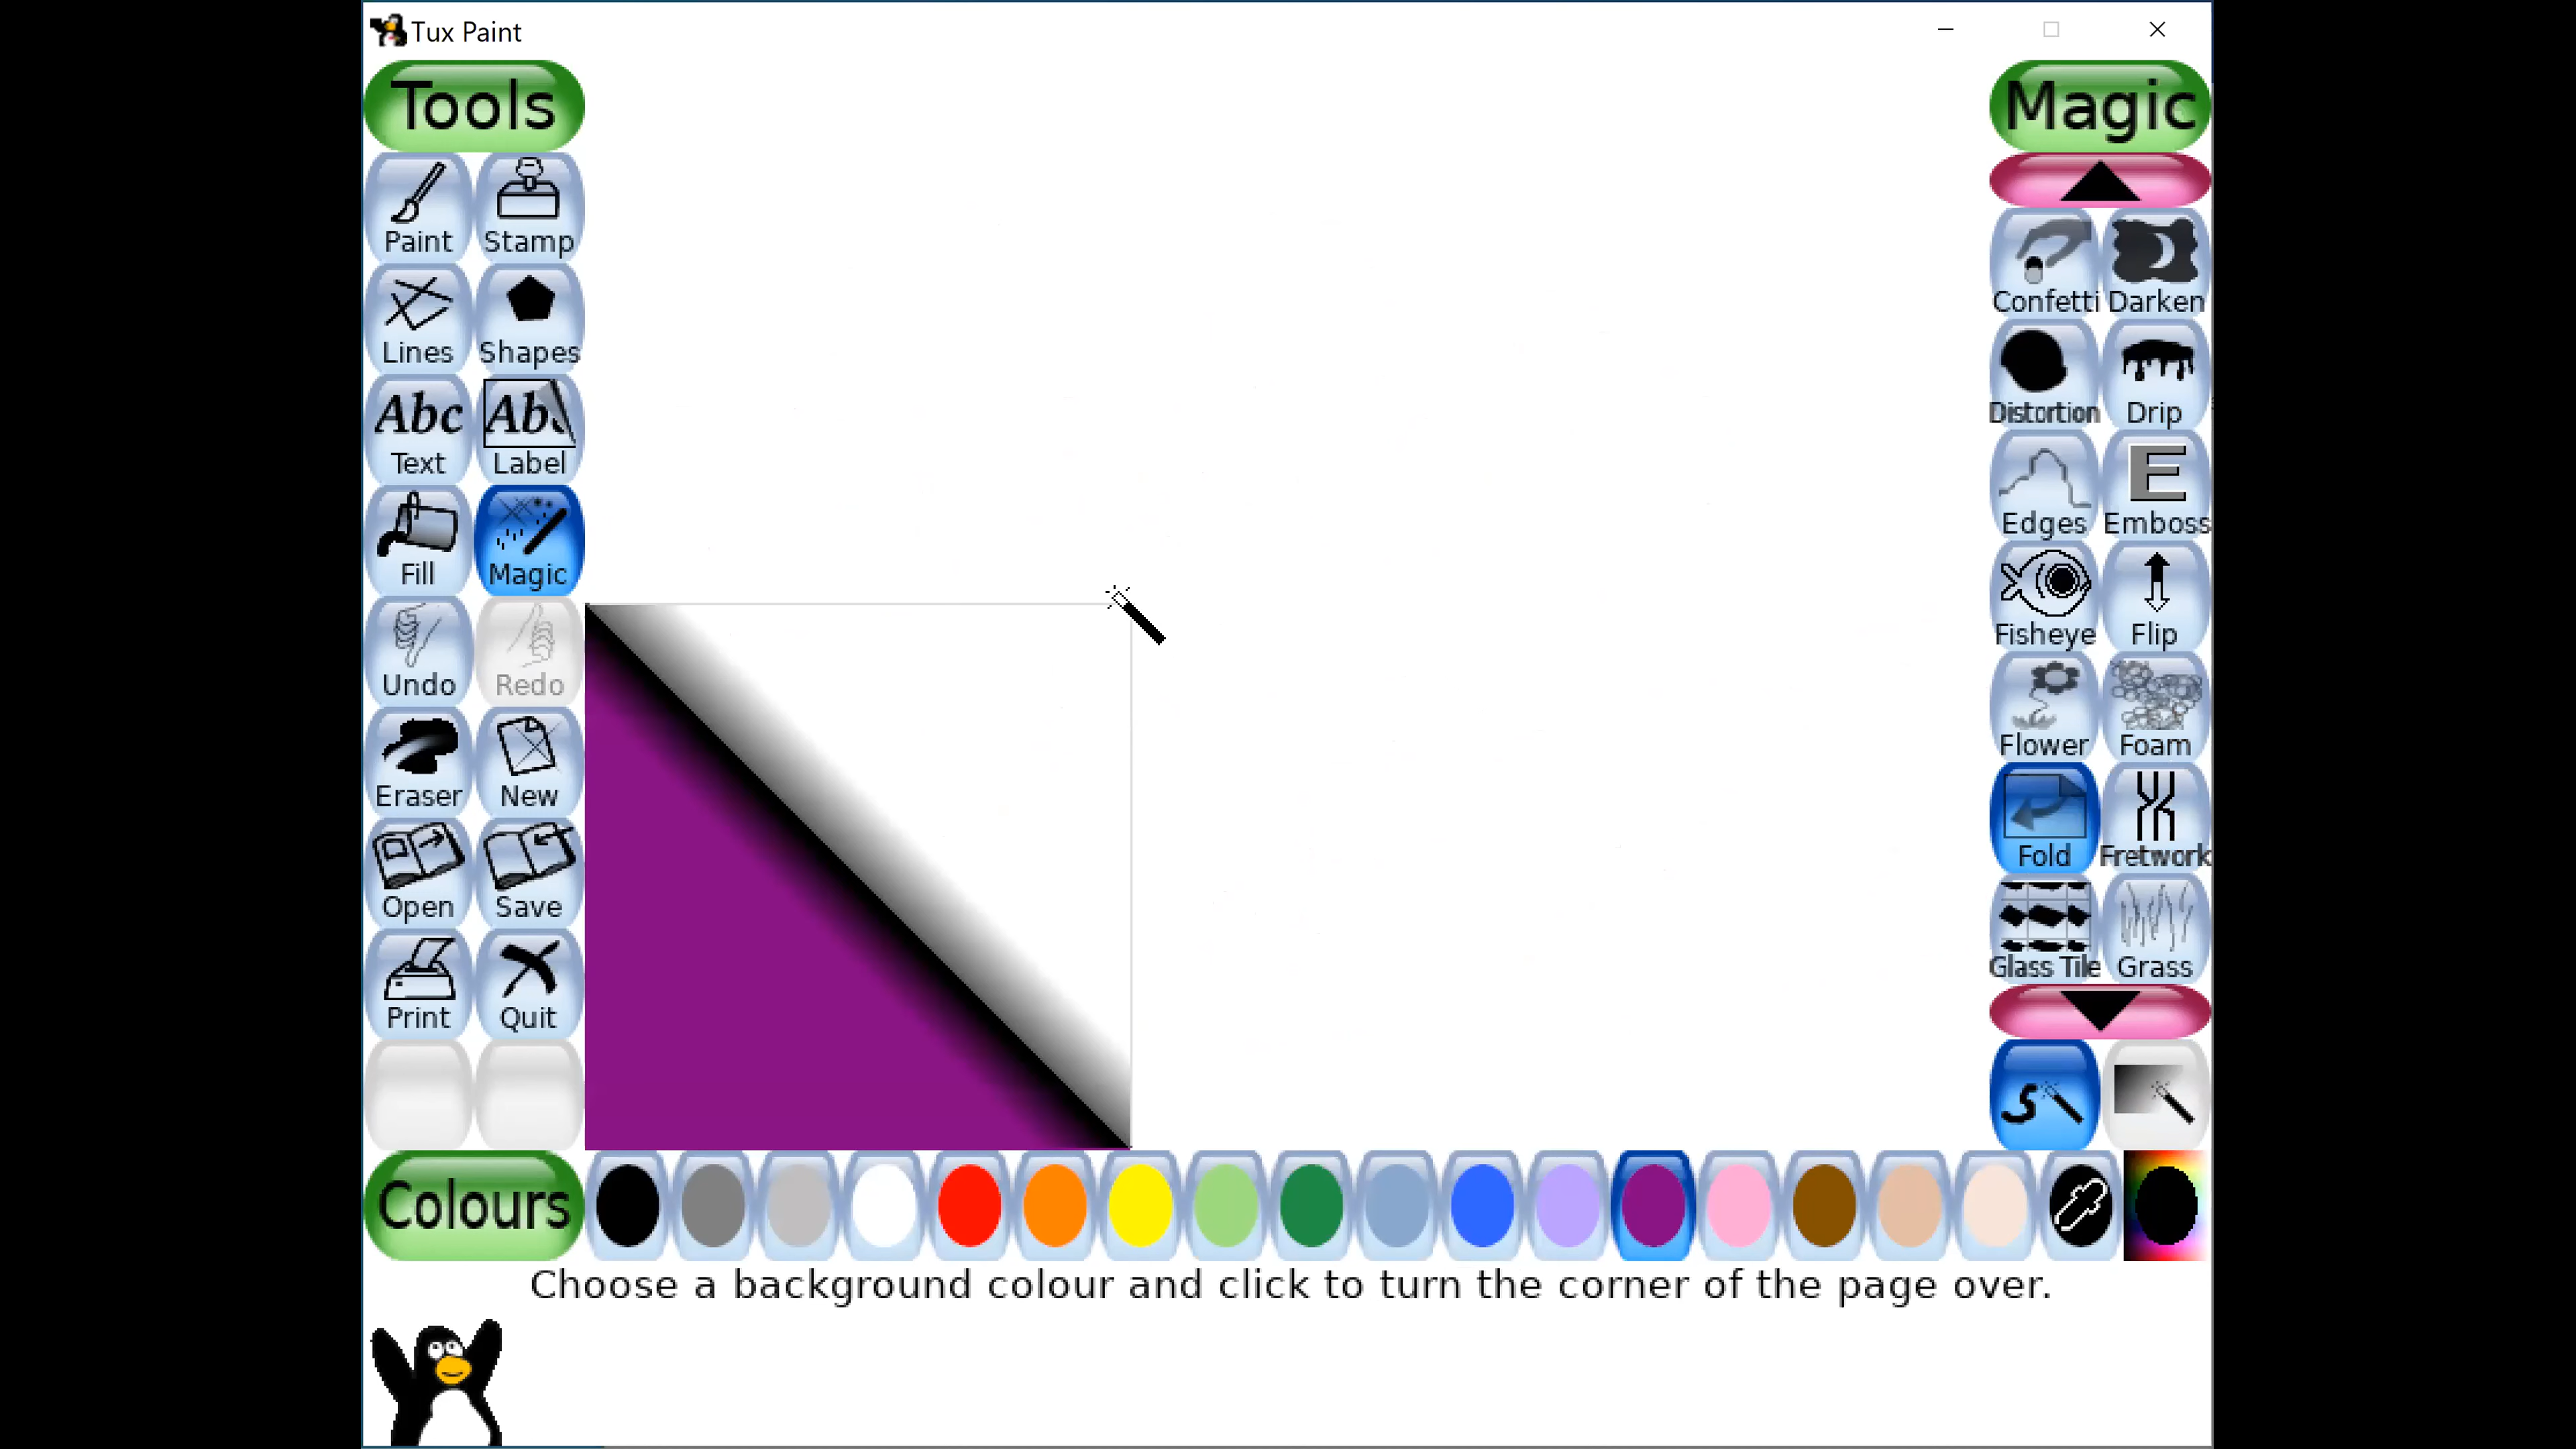 Tux Paint
Tools
Magic
Paint Stamp
Confetti Darken
Lines Shapes
Distortion Drip
Abc Abc
Text Label
Edges E Emboss
Fill Magic
Fisheye Flip
Undo Redo
Flower Foam
Eraser New
Fold Fretwork
Open Save
Glass Tile Grass
Print Quit
Colours
Choose a background colour and click to turn the corner of the page over.